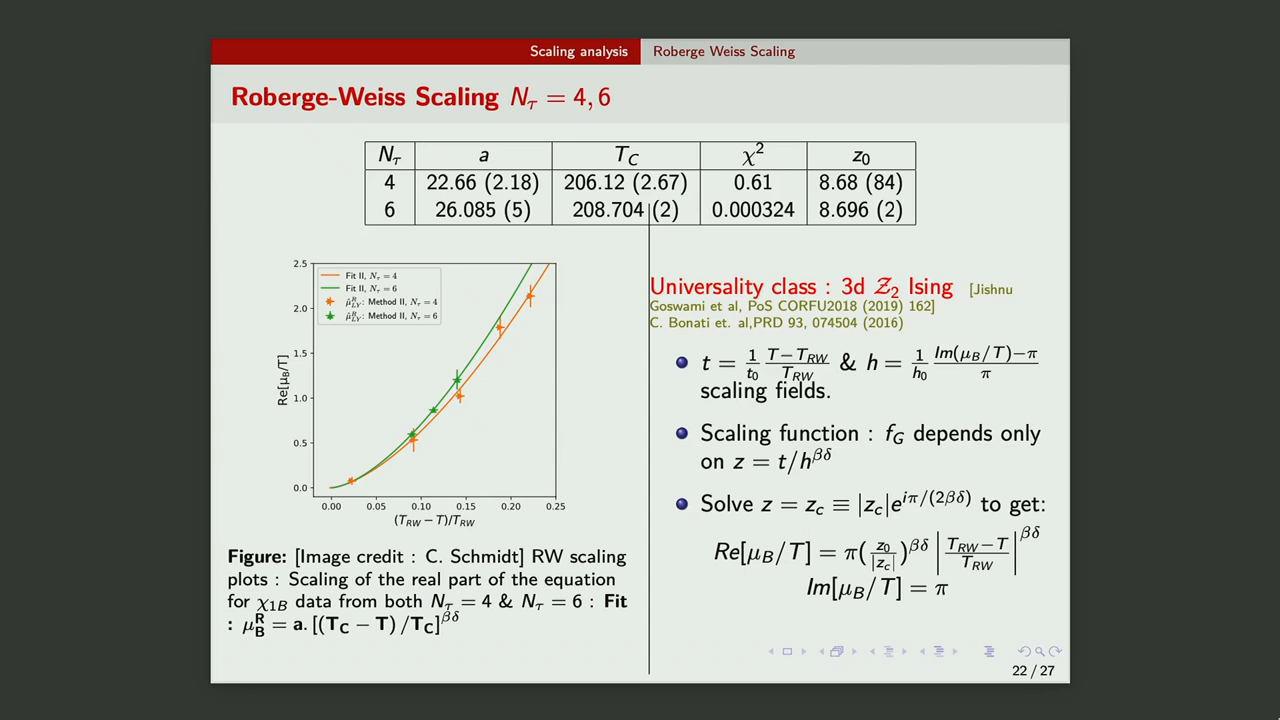 Scaling analysis Roberge Weiss Scaling
Roberge-Weiss Scaling Nτ = 4, 6
Nτ a TC χ² z0
4 22.66 (2.18) 206.12 (2.67) 0.61 8.68 (84)
6 26.085 (5) 208.704 (2) 0.000324 8.696 (2)
2.5
2.0
1.5
1.0
0.5
0.0
Re[μB/T]
Fit II, Nτ = 4
Fit II, Nτ = 6
μ̂^R_LY: Method II, Nτ = 4
μ̂^R_LY: Method II, Nτ = 6
0.00 0.05 0.10 0.15 0.20 0.25
(TRW − T)/TRW
Figure: [Image credit : C. Schmidt] RW scaling
plots : Scaling of the real part of the equation
for χ1B data from both Nτ = 4 & Nτ = 6 : Fit
: μ^R_B = a. [(TC − T) /TC]^βδ
Universality class : 3d Z2 Ising [Jishnu
Goswami et al, PoS CORFU2018 (2019) 162]
C. Bonati et. al,PRD 93, 074504 (2016)
t = 1/t0 (T−TRW)/TRW & h = 1/h0 (Im(μB/T)−π)/π
scaling fields.
Scaling function : fG depends only
on z = t/h^βδ
Solve z = zc ≡ |zc|e^iπ/(2βδ) to get:
Re[μB/T] = π(z0/|zc|)^βδ |(TRW−T)/TRW|^βδ
Im[μB/T] = π
22 / 27